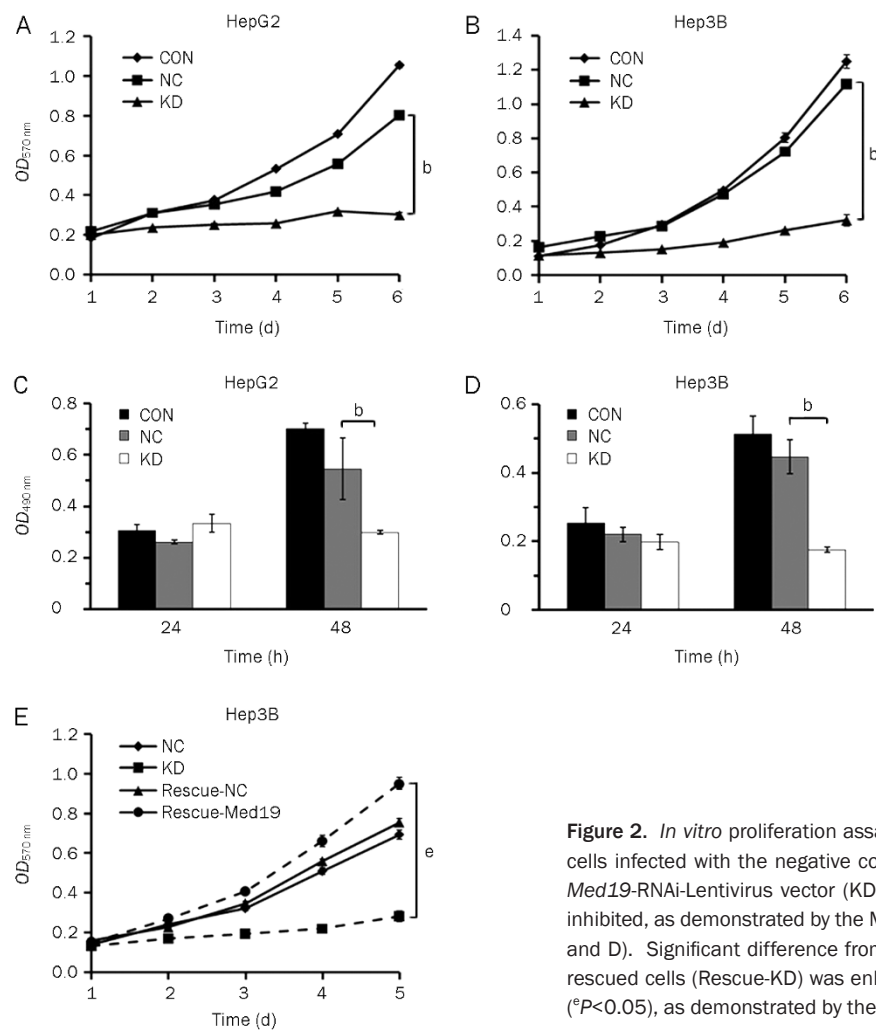 A
HepG2
CON
NC
KD
OD570 nm
1.2
1.0
0.8
0.6
0.4
0.2
0.0
1 2 3 4 5 6
Time (d)
b
B
Hep3B
CON
NC
KD
1.4
1.2
1.0
0.8
0.6
0.4
0.2
0.0
1 2 3 4 5 6
Time (d)
b
C
HepG2
CON
NC
KD
OD490 nm
0.8
0.6
0.4
0.2
0
24 48
Time (h)
b
D
Hep3B
CON
NC
KD
0.6
0.4
0.2
0
24 48
Time (h)
b
E
Hep3B
NC
KD
Rescue-NC
Rescue-Med19
OD570 nm
1.2
1.0
0.8
0.6
0.4
0.2
0.0
1 2 3 4 5
Time (d)
e
Figure 2. In vitro proliferation assa
cells infected with the negative co
Med19-RNAi-Lentivirus vector (KD
inhibited, as demonstrated by the M
and D). Significant difference from
rescued cells (Rescue-KD) was enl
(eP<0.05), as demonstrated by the